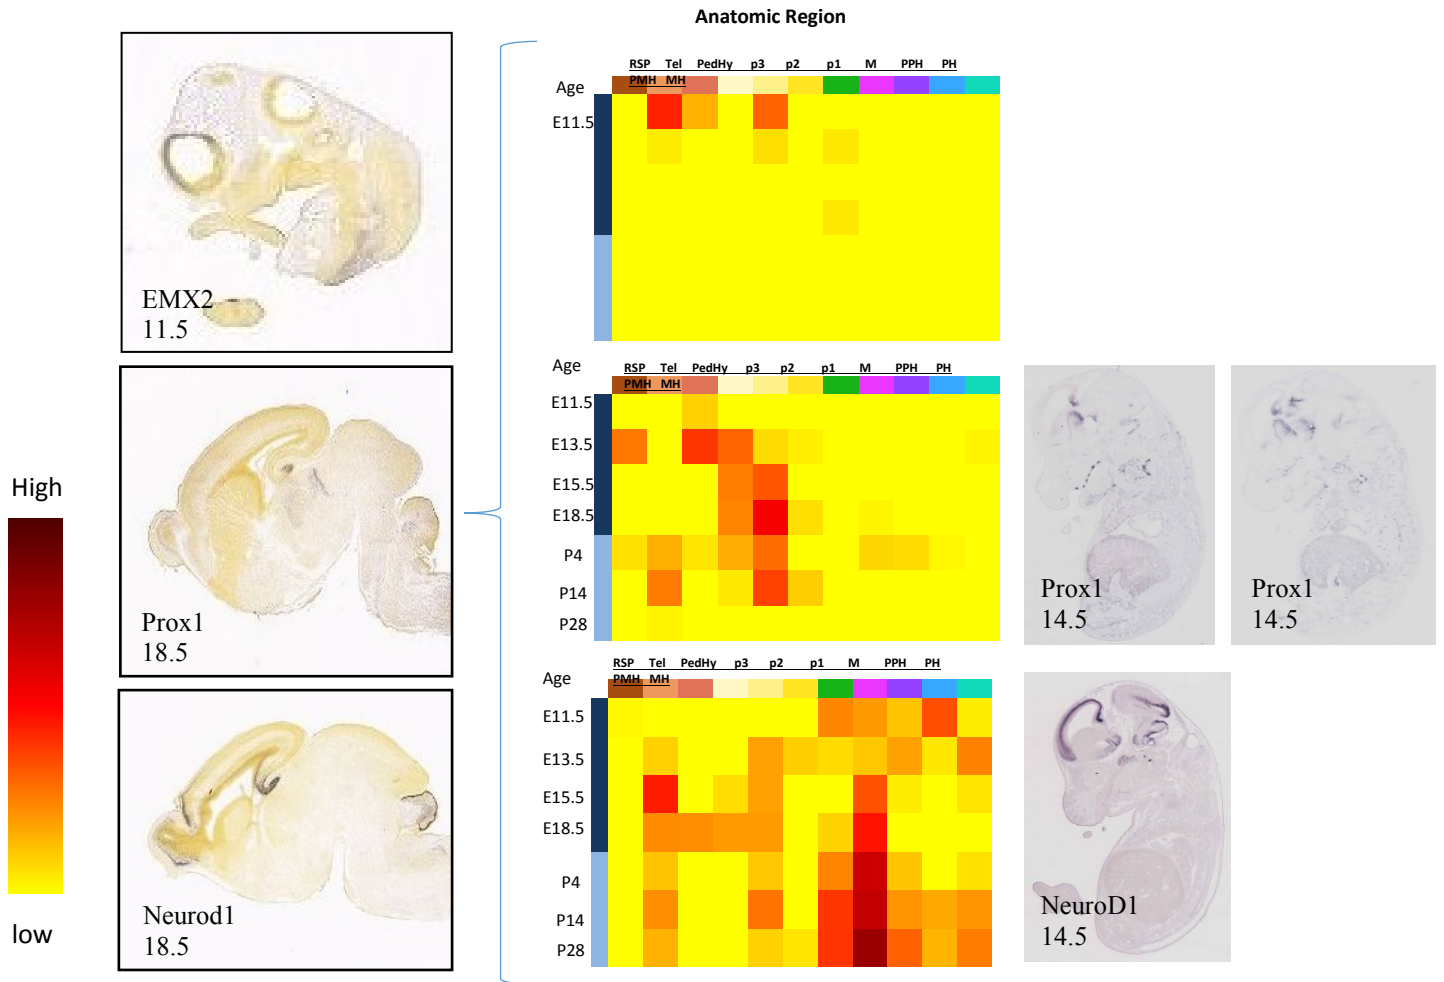 Anatomic Region
RSP Tel PedHy p3 p2 p1 M PPH PH
PMH MH
Age
E11.5
EMX2
11.5
Age
RSP Tel PedHy p3 p2 p1 M PPH PH
PMH MH
E11.5
E13.5
E15.5
E18.5
P4
P14
P28
Prox1
18.5
Prox1
14.5
Prox1
14.5
High
low
RSP Tel PedHy p3 p2 p1 M PPH PH
PMH MH
Age
E11.5
E13.5
E15.5
E18.5
P4
P14
P28
Neurod1
18.5
NeuroD1
14.5